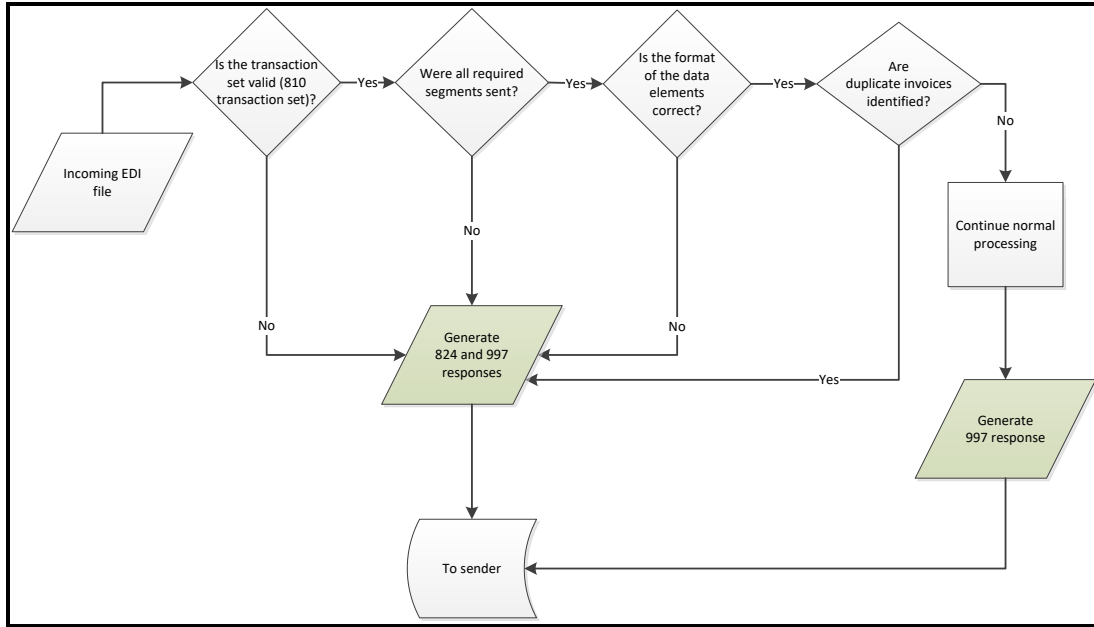 Is the transaction
set valid (810
transaction set)?
Yes
Were all required
segments sent?
Yes
Is the format
of the data
elements
correct?
Yes
Are
duplicate invoices
identified?
No
Incoming EDI
file
Continue normal
processing
No
No
No
Generate
824 and 997
responses
Yes
Generate
997 response
To sender